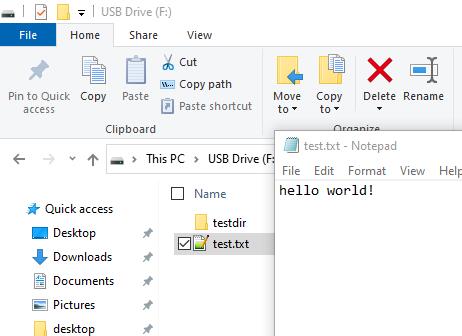 USB Drive (F:)
File Home Share View
Pin to Quick access
Copy
Paste
Cut
Copy path
Paste shortcut
Move to
Copy to
Delete
Rename
Clipboard
Organize
This PC > USB Drive (F:
test.txt - Notepad
File Edit Format View Help
hello world!
Name
testdir
test.txt
Quick access
Desktop
Downloads
Documents
Pictures
desktop